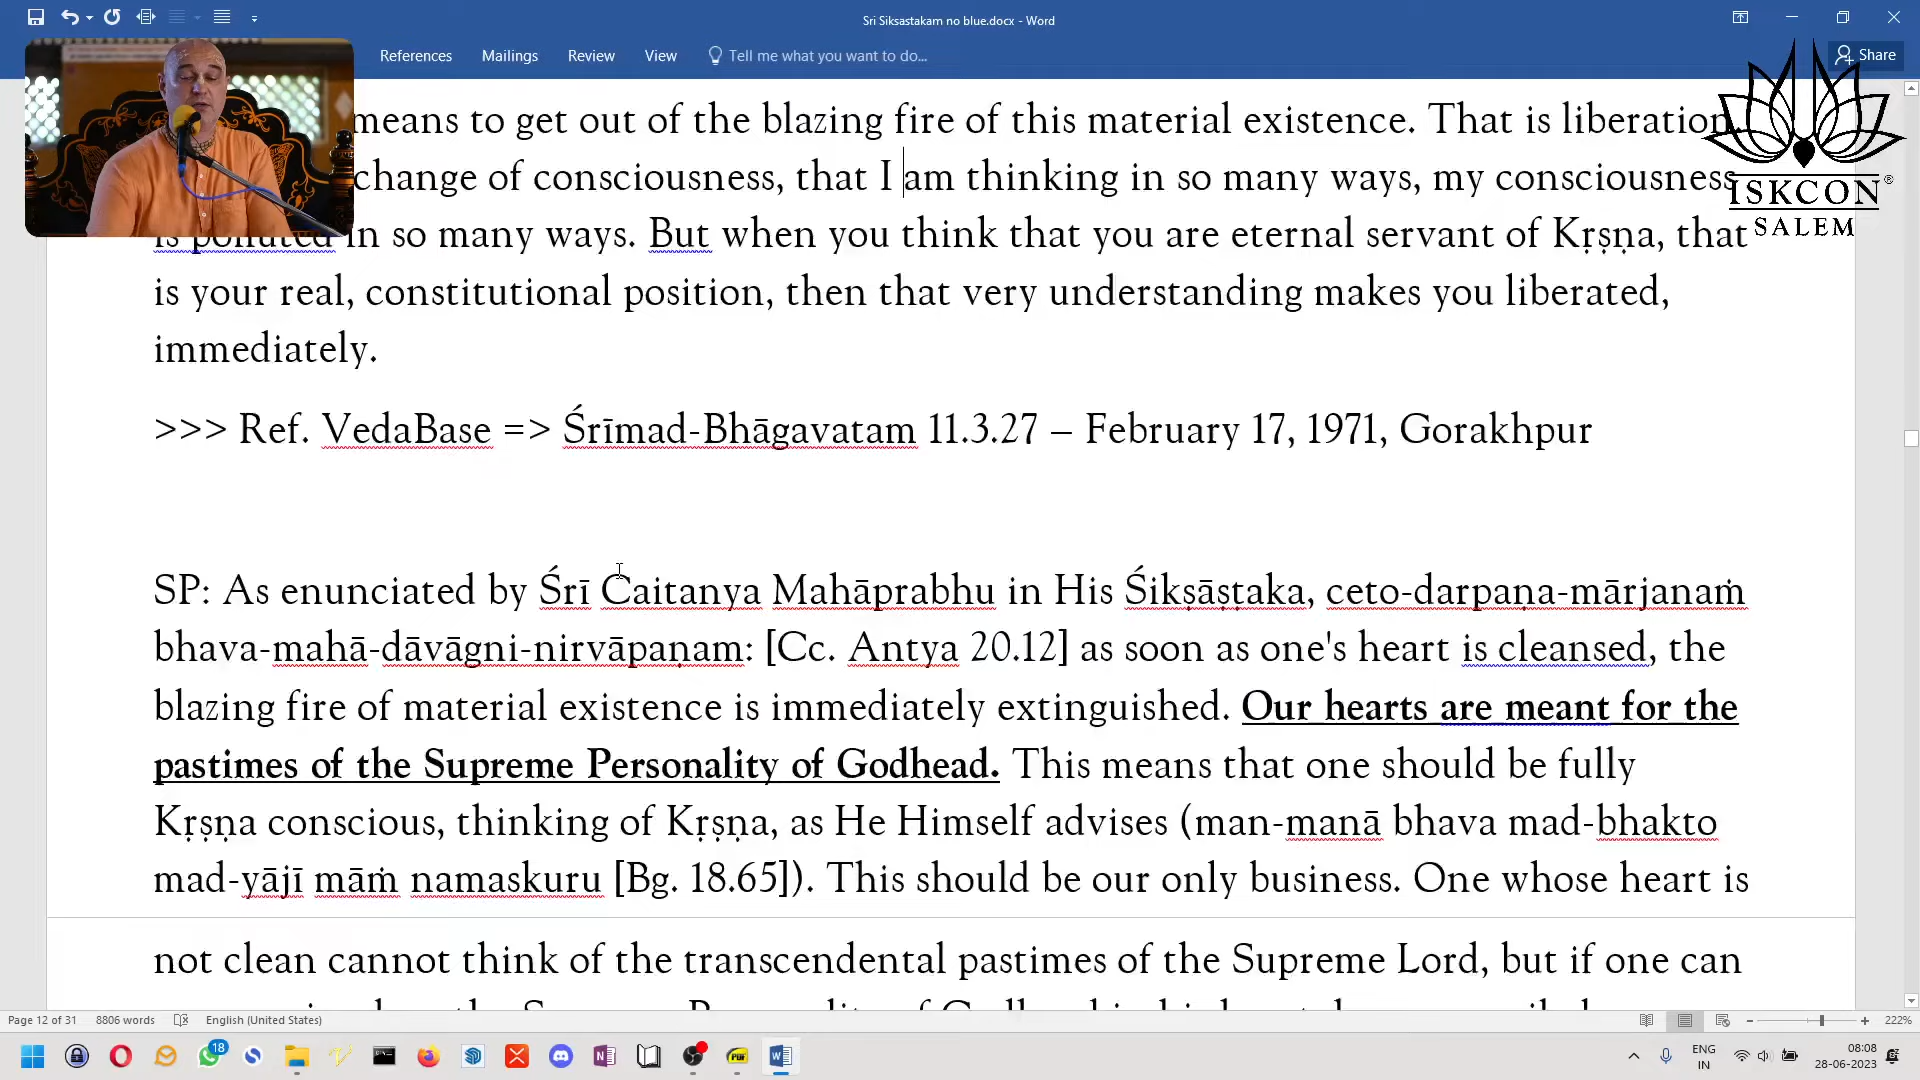 Sri Siksastakam no blue.docx - Word
References Mailings Review View Tell me what you want to do... Share
means to get out of the blazing fire of this material existence. That is liberation.
change of consciousness, that I am thinking in so many ways, my consciousness
is polluted in so many ways. But when you think that you are eternal servant of Kṛṣṇa, that
is your real, constitutional position, then that very understanding makes you liberated,
immediately.
ISKCON®
SALEM
>>> Ref. VedaBase => Śrīmad-Bhāgavatam 11.3.27 – February 17, 1971, Gorakhpur
SP: As enunciated by Śrī Caitanya Mahāprabhu in His Śikṣāṣṭaka, ceto-darpaṇa-mārjanaṁ
bhava-mahā-dāvāgni-nirvāpaṇam: [Cc. Antya 20.12] as soon as one's heart is cleansed, the
blazing fire of material existence is immediately extinguished. Our hearts are meant for the
pastimes of the Supreme Personality of Godhead. This means that one should be fully
Kṛṣṇa conscious, thinking of Kṛṣṇa, as He Himself advises (man-manā bhava mad-bhakto
mad-yājī māṁ namaskuru [Bg. 18.65]). This should be our only business. One whose heart is
not clean cannot think of the transcendental pastimes of the Supreme Lord, but if one can
Page 12 of 31 8806 words English (United States) 222%
18
ENG
IN
08:08
28-06-2023